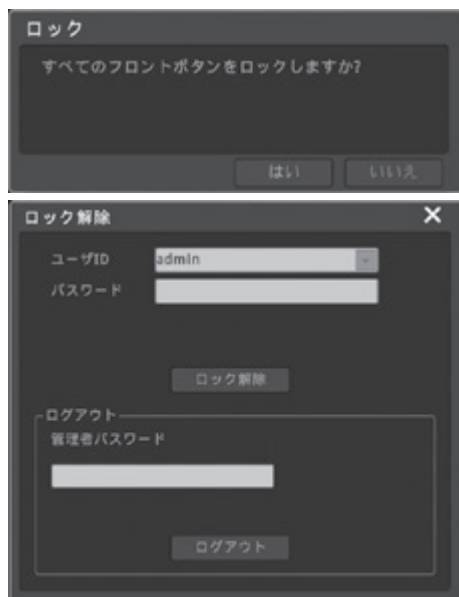 ロック
すべてのフロントボタンをロックしますか?
はい いいえ
ロック解除
ユーザID admin
パスワード
ロック解除
ログアウト
管理者パスワード
ログアウト